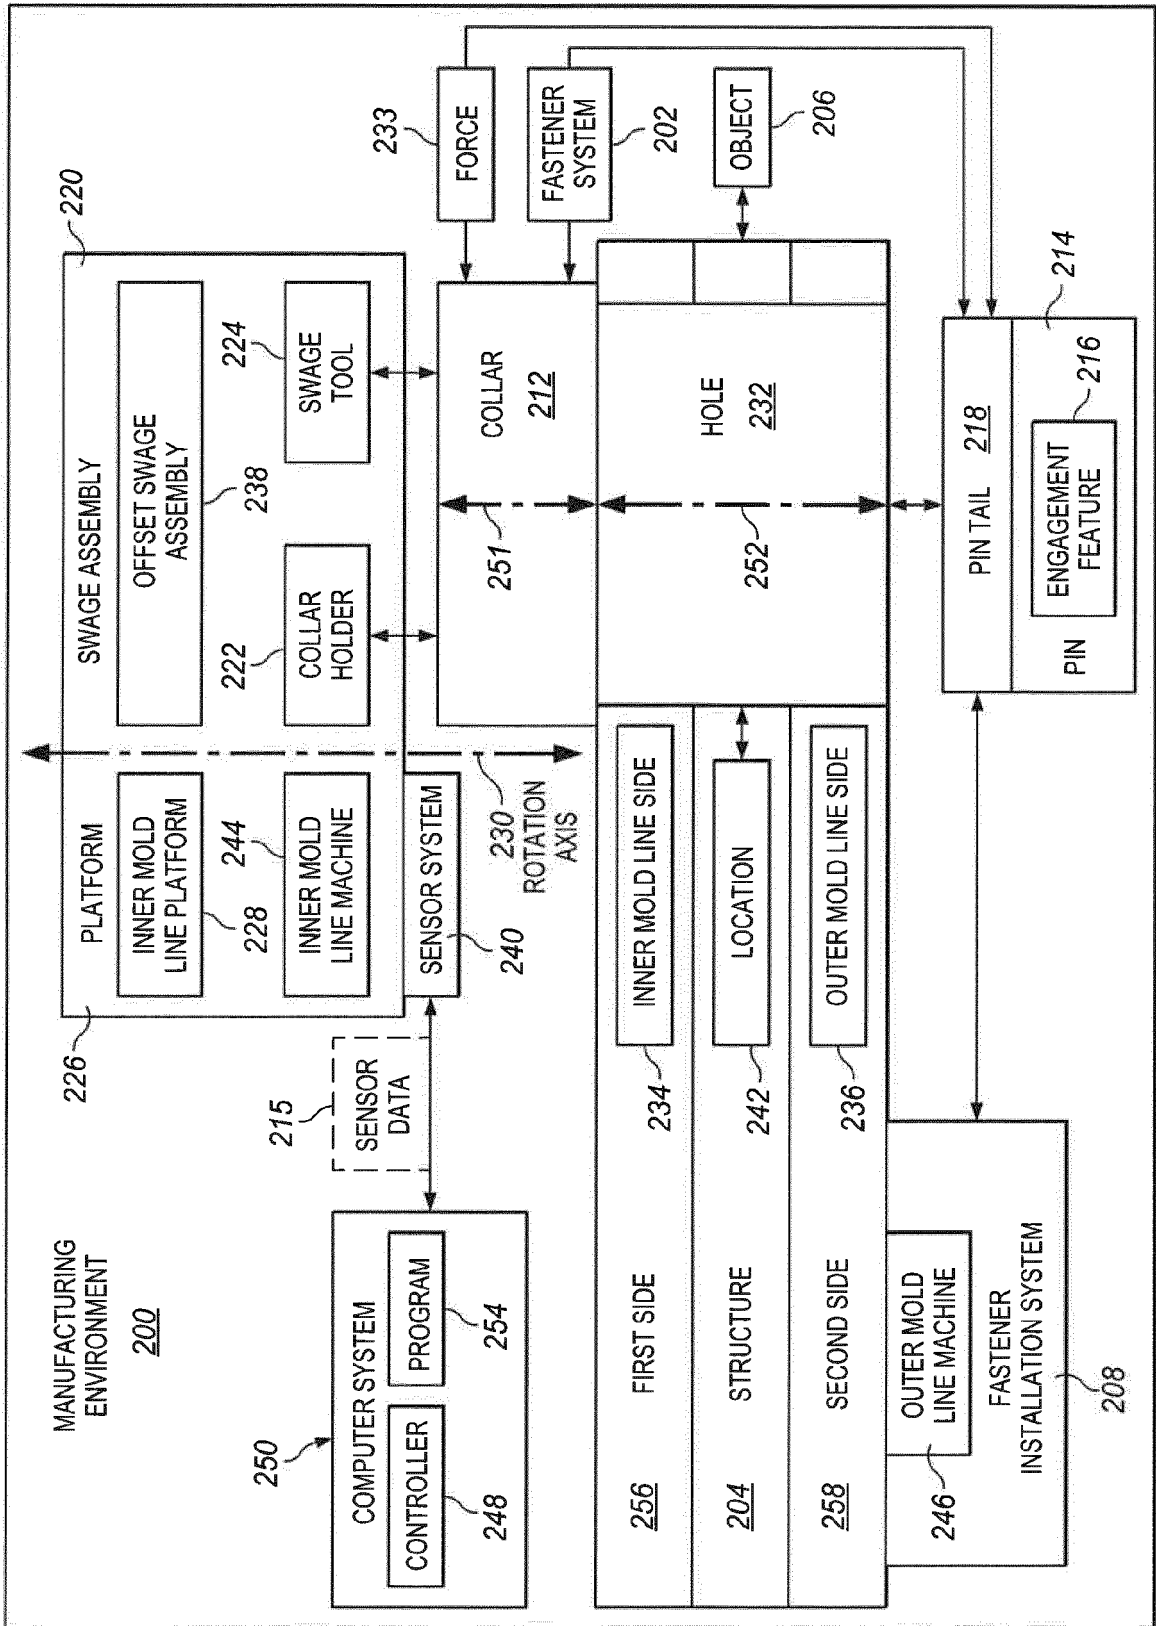 MANUFACTURING
ENVIRONMENT
200
226
PLATFORM
SWAGE ASSEMBLY
220
INNER MOLD
LINE PLATFORM
228
OFFSET SWAGE
ASSEMBLY
238
244
INNER MOLD
LINE MACHINE
222
COLLAR
HOLDER
224
SWAGE
TOOL
250
COMPUTER SYSTEM
CONTROLLER
248
PROGRAM
254
215
SENSOR
DATA
SENSOR SYSTEM
240
230
ROTATION
AXIS
251
COLLAR
212
233
FORCE
FASTENER
SYSTEM
202
256
FIRST SIDE
234
INNER MOLD LINE SIDE
204
STRUCTURE
242
LOCATION
258
SECOND SIDE
236
OUTER MOLD LINE SIDE
252
HOLE
232
OBJECT
206
246
OUTER MOLD
LINE MACHINE
FASTENER
INSTALLATION SYSTEM
208
PIN TAIL
218
214
PIN
ENGAGEMENT
FEATURE
216